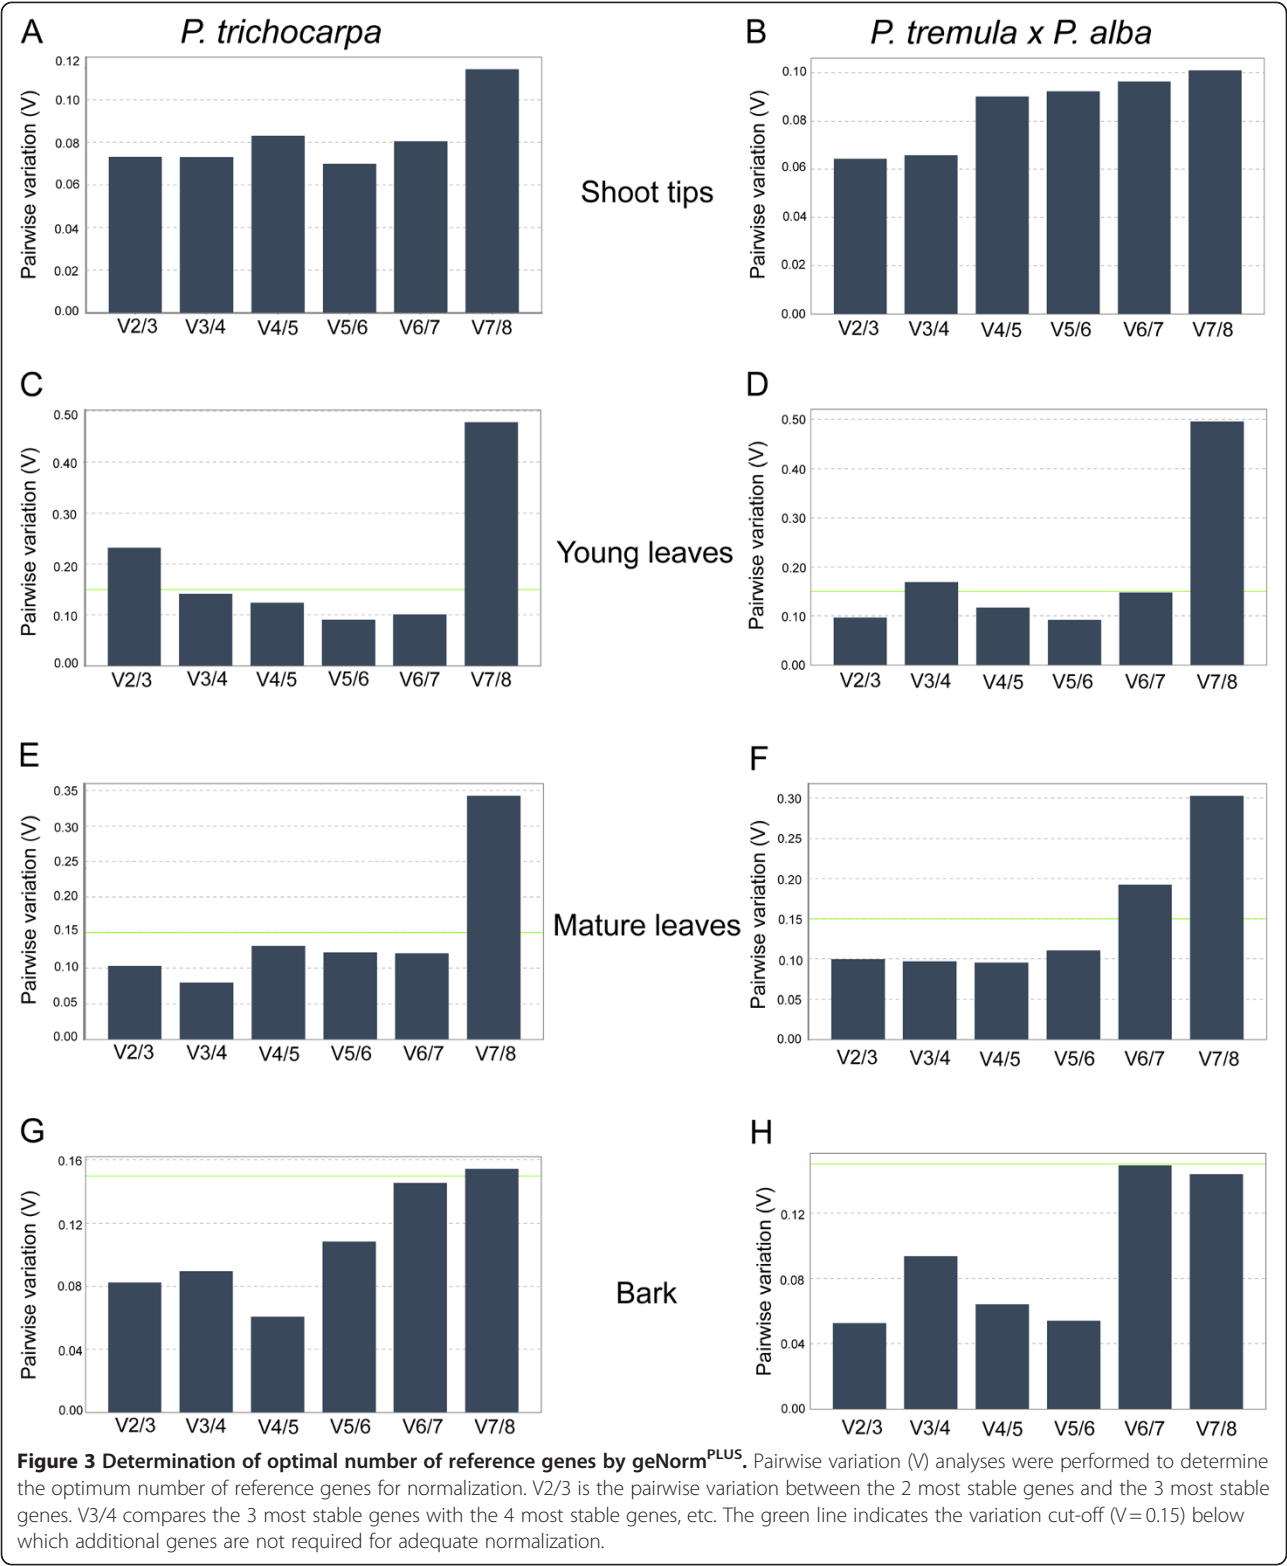 A P. trichocarpa
B P. tremula x P. alba
Pairwise variation (V)
0.12
0.10
0.08
0.06
0.04
0.02
0.00
V2/3 V3/4 V4/5 V5/6 V6/7 V7/8
Shoot tips
Pairwise variation (V)
0.10
0.08
0.06
0.04
0.02
0.00
V2/3 V3/4 V4/5 V5/6 V6/7 V7/8
C
Pairwise variation (V)
0.50
0.40
0.30
0.20
0.10
0.00
V2/3 V3/4 V4/5 V5/6 V6/7 V7/8
Young leaves
D
Pairwise variation (V)
0.50
0.40
0.30
0.20
0.10
0.00
V2/3 V3/4 V4/5 V5/6 V6/7 V7/8
E
Pairwise variation (V)
0.35
0.30
0.25
0.20
0.15
0.10
0.05
0.00
V2/3 V3/4 V4/5 V5/6 V6/7 V7/8
Mature leaves
F
Pairwise variation (V)
0.30
0.25
0.20
0.15
0.10
0.05
0.00
V2/3 V3/4 V4/5 V5/6 V6/7 V7/8
G
Pairwise variation (V)
0.16
0.12
0.08
0.04
0.00
V2/3 V3/4 V4/5 V5/6 V6/7 V7/8
Bark
H
Pairwise variation (V)
0.12
0.08
0.04
0.00
V2/3 V3/4 V4/5 V5/6 V6/7 V7/8
Figure 3 Determination of optimal number of reference genes by geNormPLUS. Pairwise variation (V) analyses were performed to determine
the optimum number of reference genes for normalization. V2/3 is the pairwise variation between the 2 most stable genes and the 3 most stable
genes. V3/4 compares the 3 most stable genes with the 4 most stable genes, etc. The green line indicates the variation cut-off (V = 0.15) below
which additional genes are not required for adequate normalization.